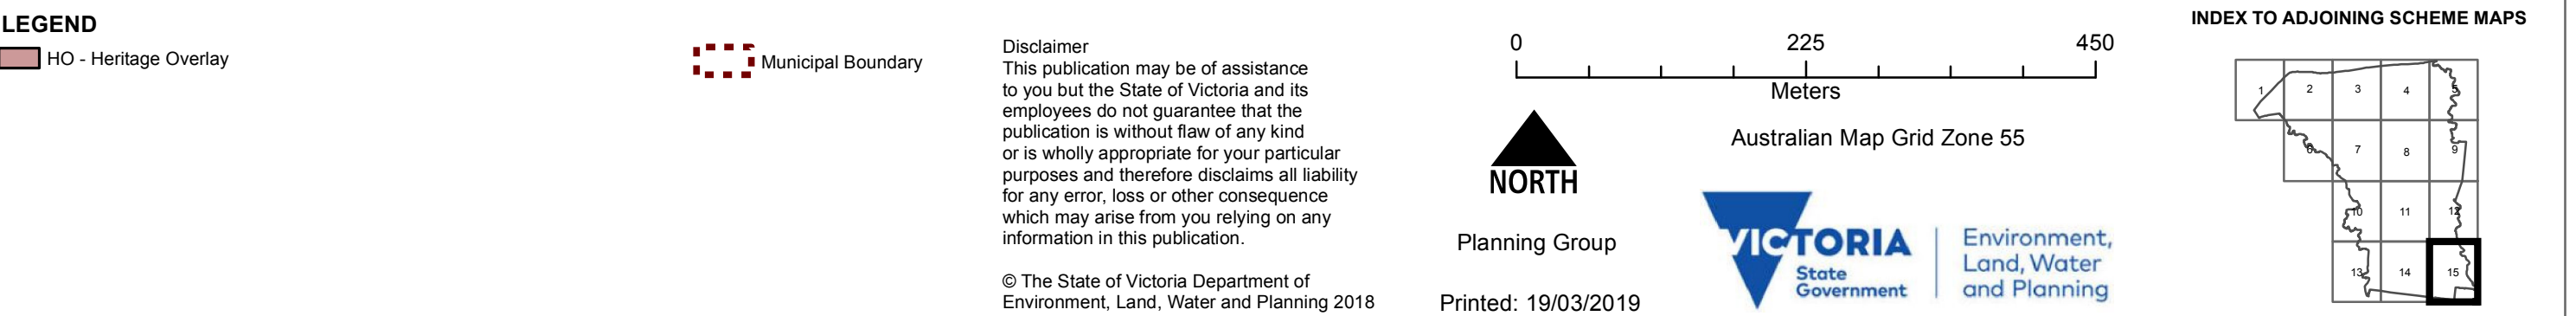 LEGEND
HO - Heritage Overlay
Municipal Boundary
Disclaimer
This publication may be of assistance
to you but the State of Victoria and its
employees do not guarantee that the
publication is without flaw of any kind
or is wholly appropriate for your particular
purposes and therefore disclaims all liability
for any error, loss or other consequence
which may arise from you relying on any
information in this publication.
© The State of Victoria Department of
Environment, Land, Water and Planning 2018
0 225 450
Meters
NORTH
Australian Map Grid Zone 55
Planning Group
Printed: 19/03/2019
VICTORIA
State
Government
Environment,
Land, Water
and Planning
INDEX TO ADJOINING SCHEME MAPS
1 2 3 4 5
6 7 8 9
10 11 12
13 14 15